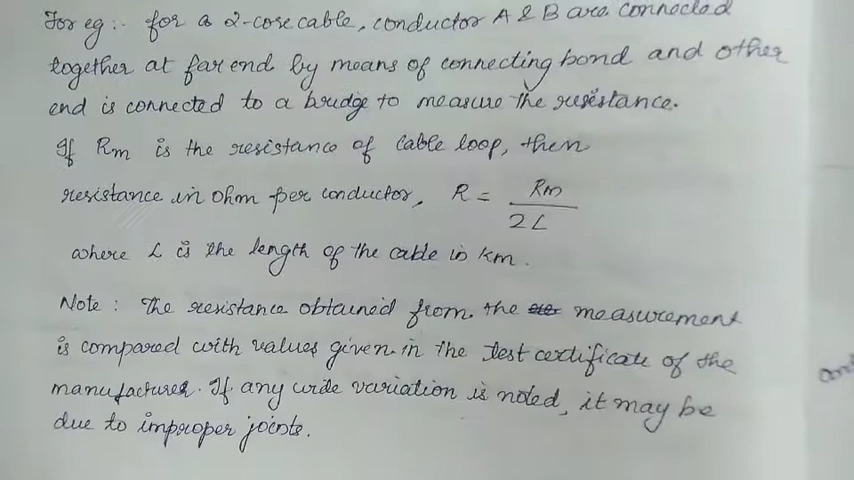 For eg :- for a 2-core cable, conductor A & B are connected
together at far end by means of connecting bond and other
end is connected to a bridge to measure the resistance.
If Rm is the resistance of cable loop, then
resistance in ohm per conductor, R = Rm / 2L
where L is the length of the cable in km.
Note : The resistance obtained from the measurement
is compared with values given in the test certificate of the
manufacturer. If any wide variation is noted, it may be
due to improper joints.